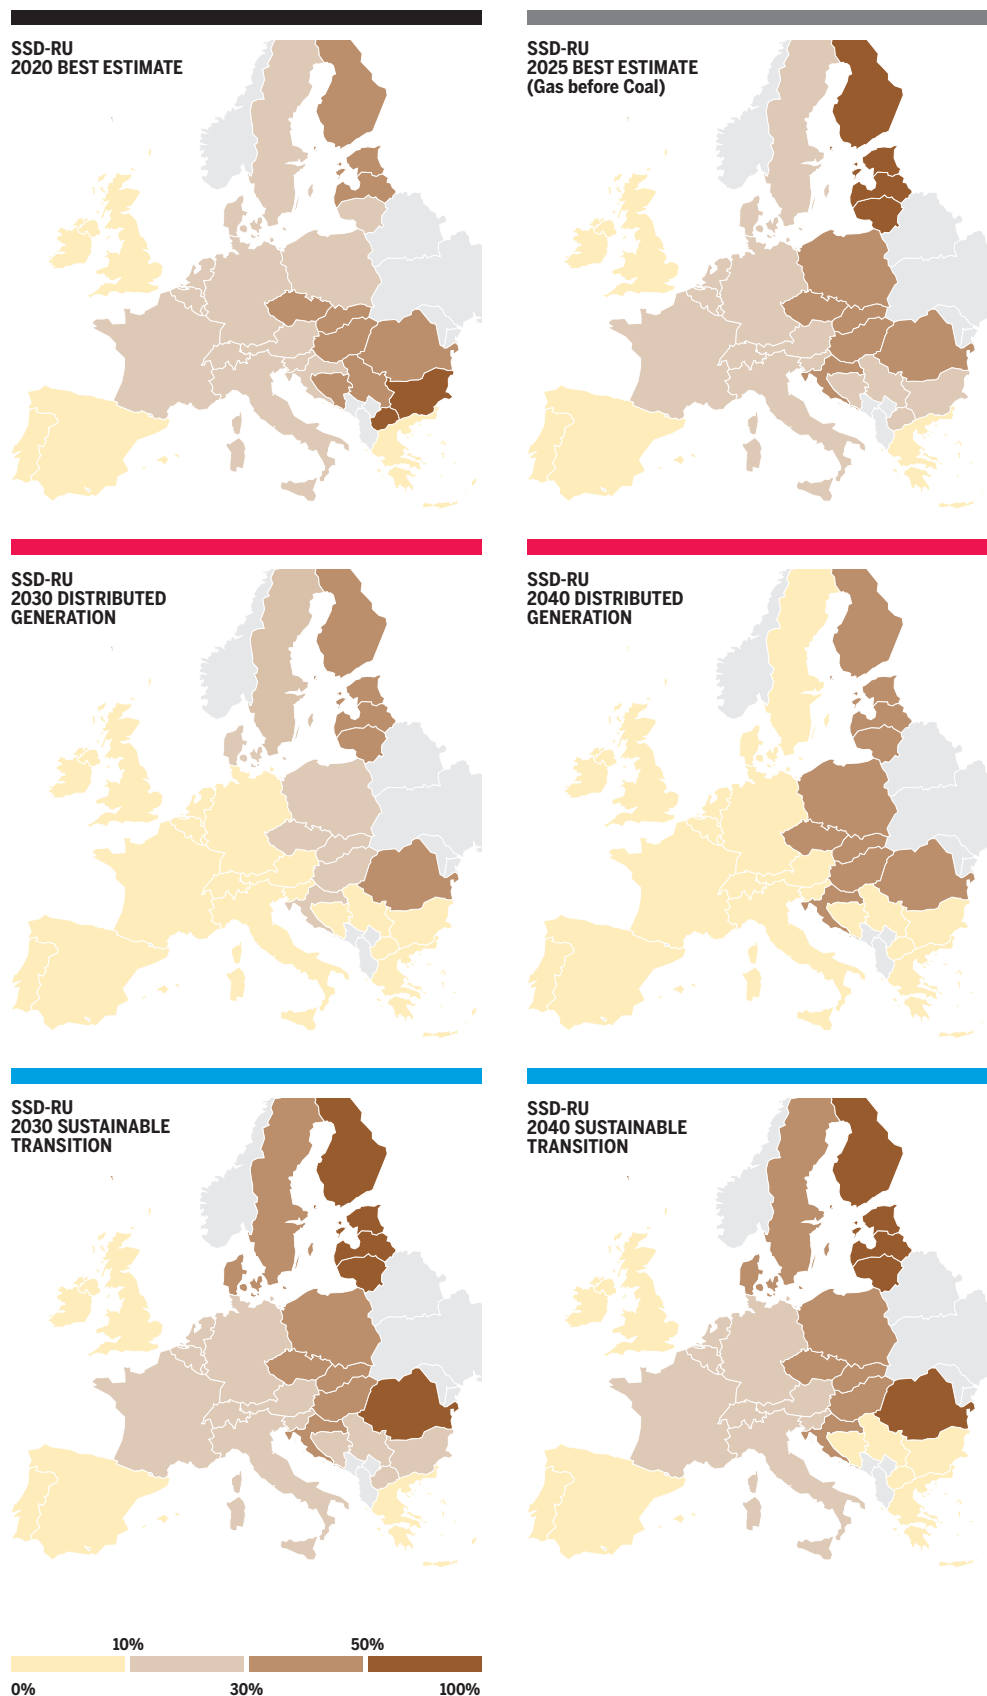 SSD-RU
2020 BEST ESTIMATE
SSD-RU
2025 BEST ESTIMATE
(Gas before Coal)
SSD-RU
2030 DISTRIBUTED
GENERATION
SSD-RU
2040 DISTRIBUTED
GENERATION
SSD-RU
2030 SUSTAINABLE
TRANSITION
SSD-RU
2040 SUSTAINABLE
TRANSITION
10% 50%
0% 30% 100%